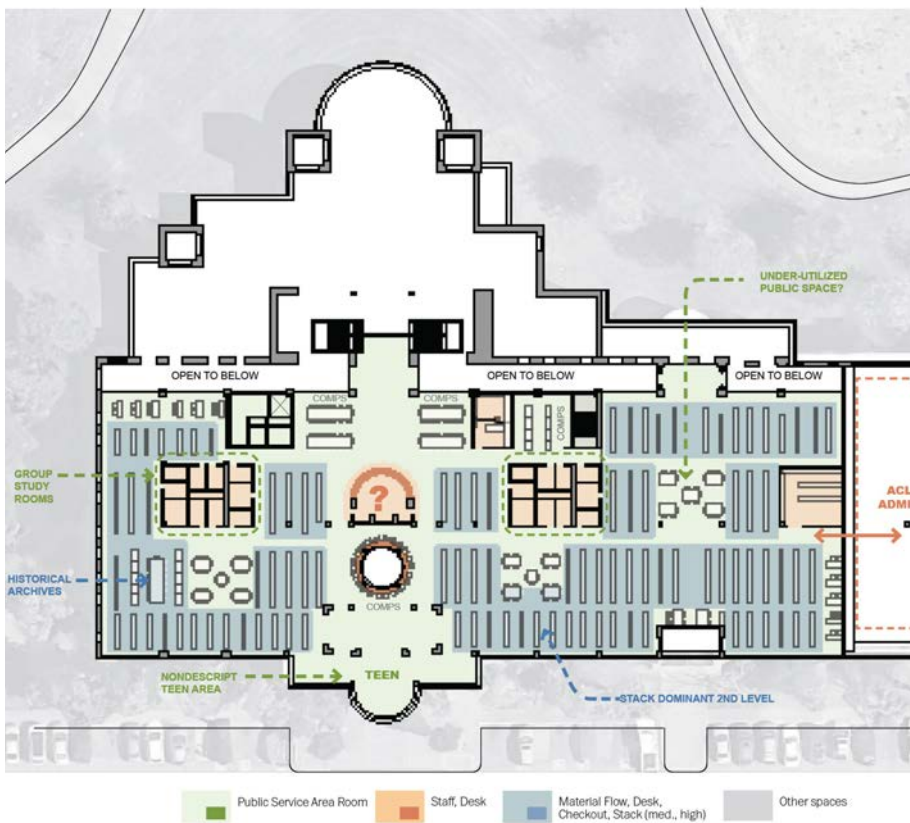 UNDER-UTILIZED
PUBLIC SPACE?
OPEN TO BELOW
OPEN TO BELOW
OPEN TO BELOW
COMPS
COMPS
COMPS
GROUP
STUDY
ROOMS
?
ACL
ADMI
HISTORICAL
ARCHIVES
COMPS
TEEN
NONDESCRIPT
TEEN AREA
STACK DOMINANT 2ND LEVEL
Public Service Area Room
Staff, Desk
Material Flow, Desk,
Checkout, Stack (med., high)
Other spaces